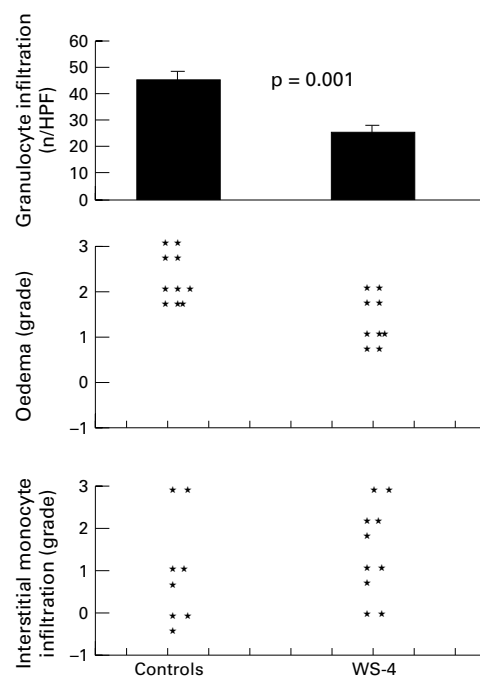 Granulocyte infiltration
(n/HPF)
60
50
40
30
20
10
0
p = 0.001
Oedema (grade)
3
2
1
0
–1
Interstitial monocyte
infiltration (grade)
3
2
1
0
–1
Controls
WS-4